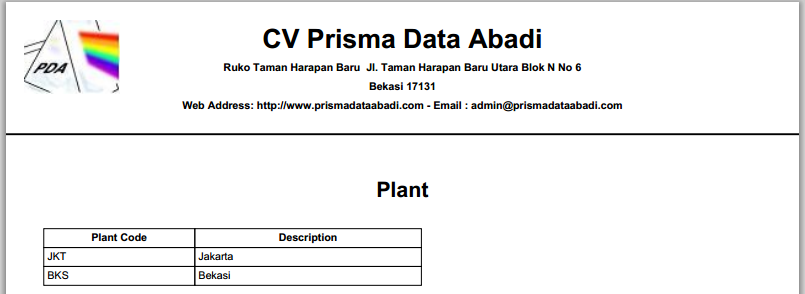 PDA
CV Prisma Data Abadi
Ruko Taman Harapan Baru  Jl. Taman Harapan Baru Utara Blok N No 6
Bekasi 17131
Web Address: http://www.prismadataabadi.com - Email : admin@prismadataabadi.com
Plant
Plant Code Description
JKT Jakarta
BKS Bekasi